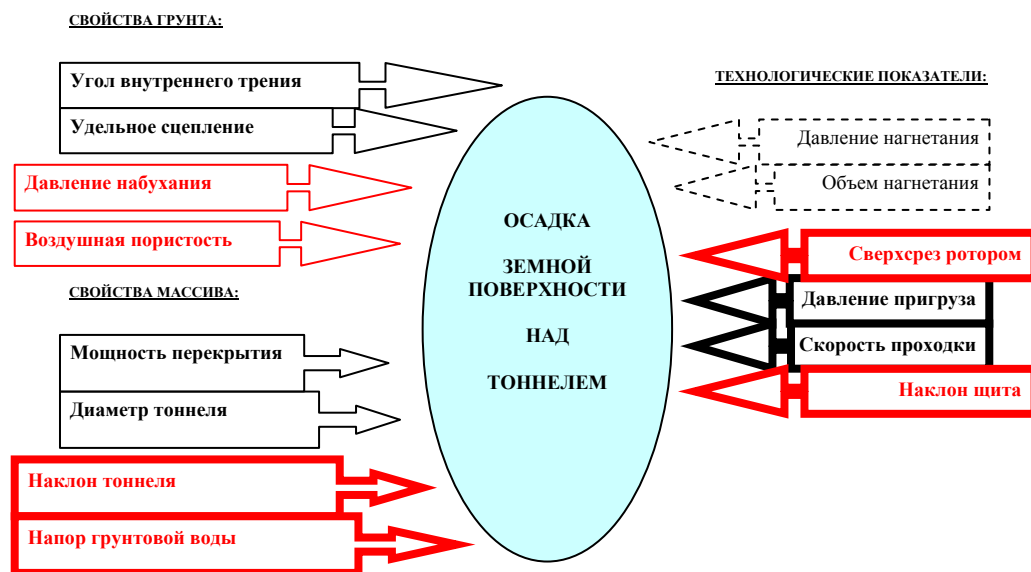 СВОЙСТВА ГРУНТА:
Угол внутреннего трения
Удельное сцепление
Давление набухания
Воздушная пористость
СВОЙСТВА МАССИВА:
Мощность перекрытия
Диаметр тоннеля
Наклон тоннеля
Напор грунтовой воды
ОСАДКА
ЗЕМНОЙ
ПОВЕРХНОСТИ
НАД
ТОННЕЛЕМ
ТЕХНОЛОГИЧЕСКИЕ ПОКАЗАТЕЛИ:
Давление нагнетания
Объем нагнетания
Сверхсрез ротором
Давление пригруза
Скорость проходки
Наклон щита